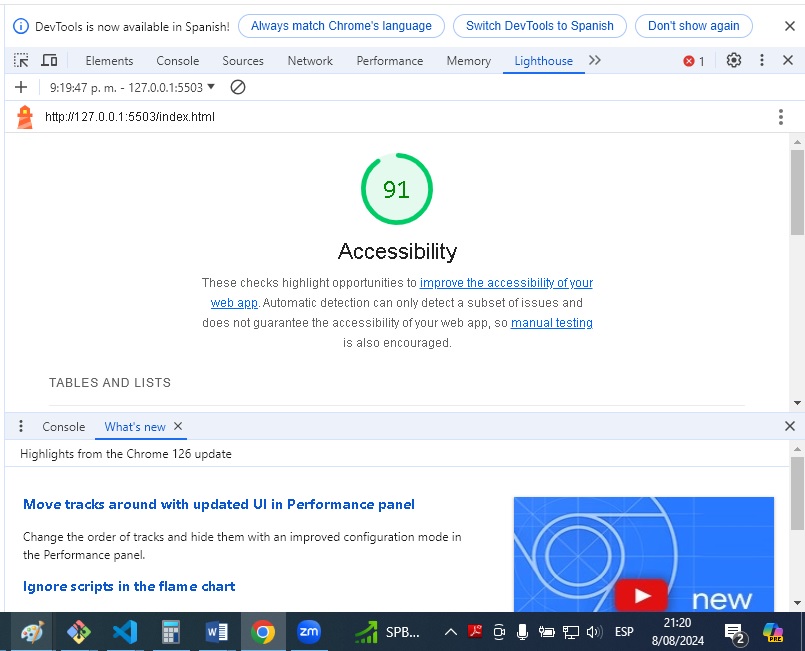 DevTools is now available in Spanish! Always match Chrome's language Switch DevTools to Spanish Don't show again
Elements Console Sources Network Performance Memory Lighthouse 1
9:19:47 p. m. - 127.0.0.1:5503
http://127.0.0.1:5503/index.html
91
Accessibility
These checks highlight opportunities to improve the accessibility of your
web app. Automatic detection can only detect a subset of issues and
does not guarantee the accessibility of your web app, so manual testing
is also encouraged.
TABLES AND LISTS
Console What's new
Highlights from the Chrome 126 update
Move tracks around with updated UI in Performance panel
Change the order of tracks and hide them with an improved configuration mode in
the Performance panel.
Ignore scripts in the flame chart
new
zm SPB... ESP 21:20
8/08/2024
2
PRE